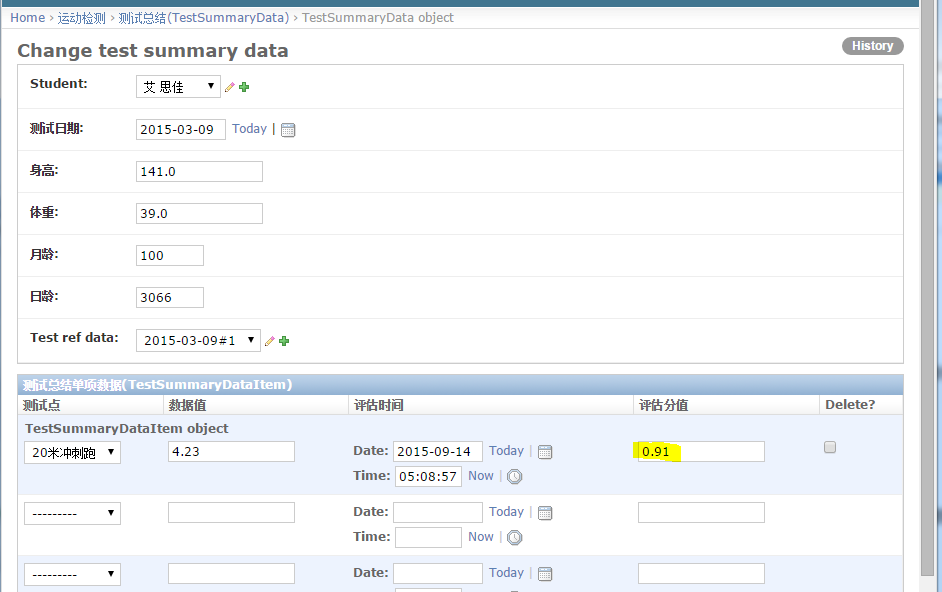 Home › 运动检测 › 测试总结(TestSummaryData) › TestSummaryData object
Change test summary data
History
Student: 艾 思佳
测试日期: 2015-03-09 Today |
身高: 141.0
体重: 39.0
月龄: 100
日龄: 3066
Test ref data: 2015-03-09#1
测试总结单项数据(TestSummaryDataItem)
测试点 数据值 评估时间 评估分值 Delete?
TestSummaryDataItem object
20米冲刺跑 4.23 Date: 2015-09-14 Today | 0.91
Time: 05:08:57 Now |
--------- Date: Today |
Time: Now |
--------- Date: Today |